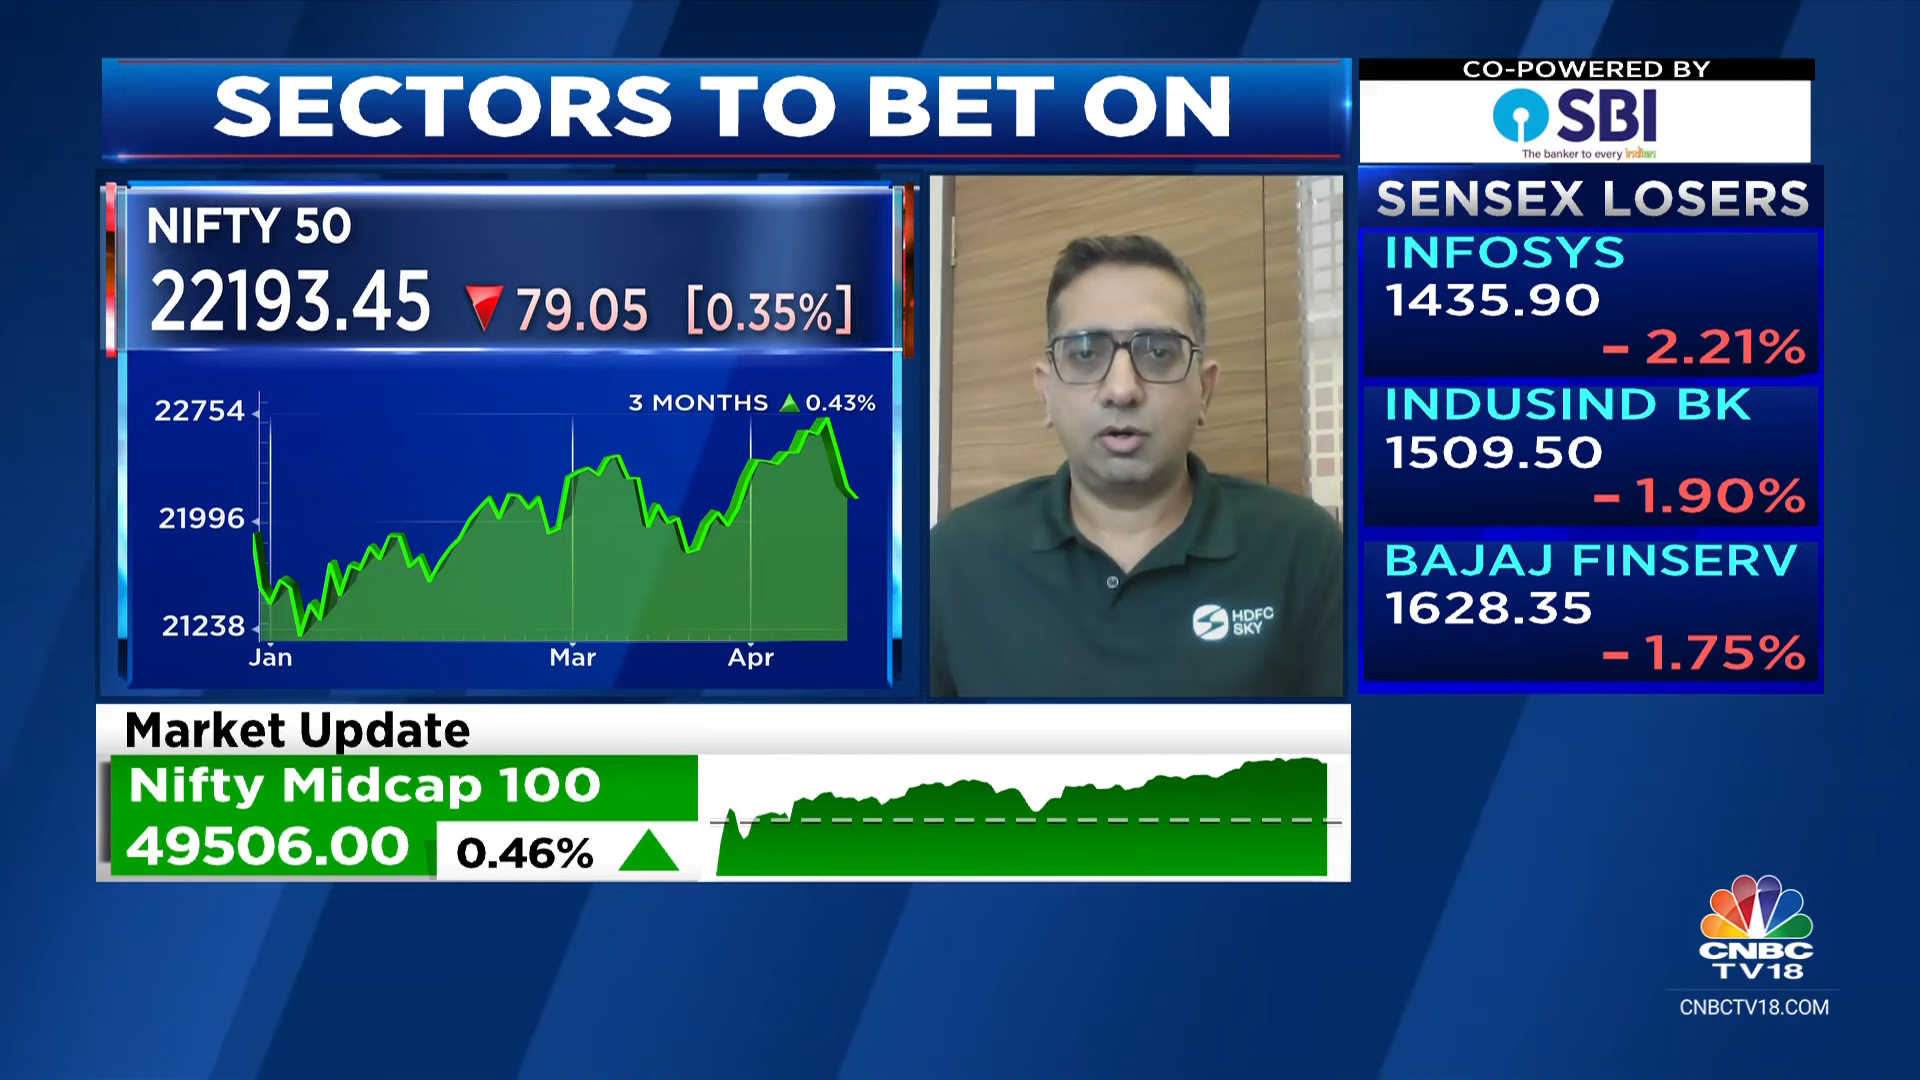 SECTORS TO BET ON
CO-POWERED BY
SBI
The banker to every indian
NIFTY 50
22193.45 ▼ 79.05 [0.35%]
3 MONTHS ▲ 0.43%
22754
21996
21238
Jan Mar Apr
HDFC
SKY
SENSEX LOSERS
INFOSYS
1435.90
– 2.21%
INDUSIND BK
1509.50
– 1.90%
BAJAJ FINSERV
1628.35
– 1.75%
Market Update
Nifty Midcap 100
49506.00 0.46% ▲
CNBC
TV18
CNBCTV18.COM